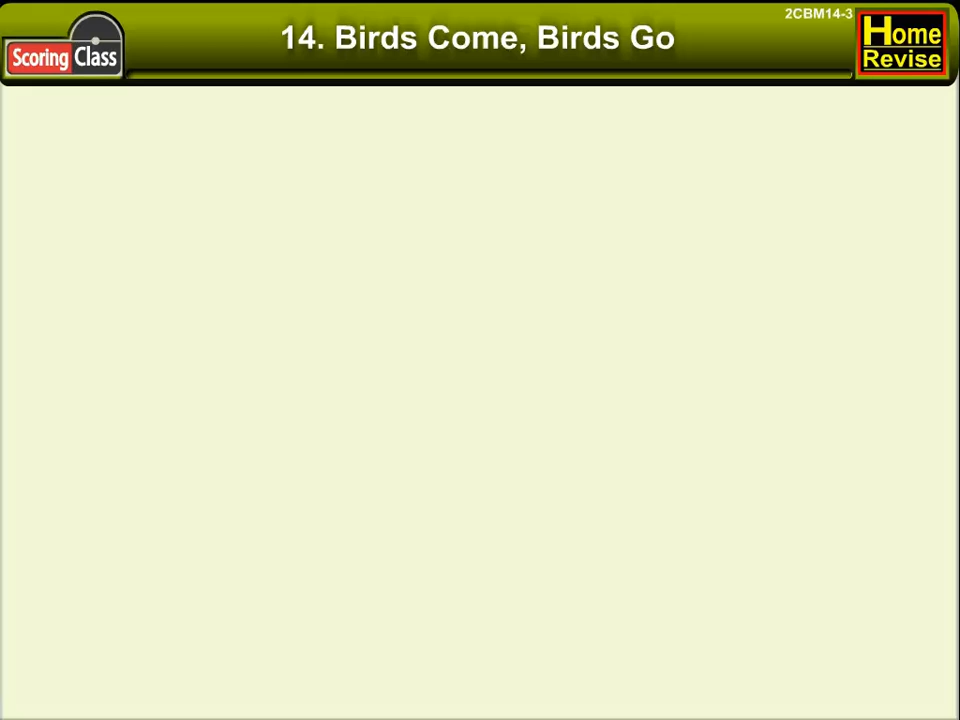 2CBM14-3
14. Birds Come, Birds Go
Scoring Class
Home
Revise